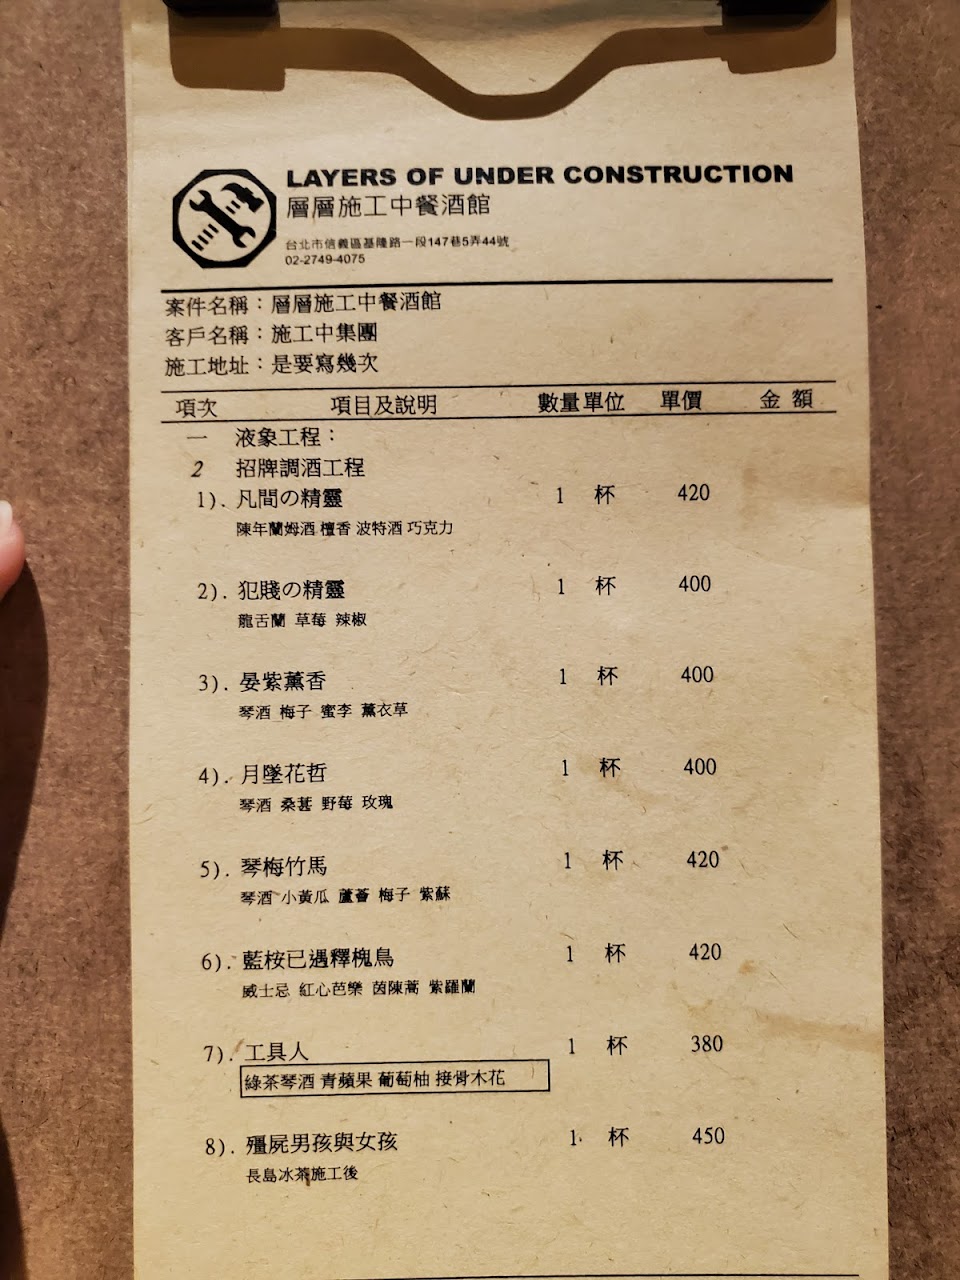 LAYERS OF UNDER CONSTRUCTION
層層施工中餐酒館
台北市信義區基隆路一段147巷5弄44號
02-2749-4075
案件名稱：層層施工中餐酒館
客戶名稱：施工中集團
施工地址：是要寫幾次
項次 項目及說明 數量 單位 單價 金 額
一 液象工程：
2 招牌調酒工程
1). 凡間の精靈 1 杯 420
陳年蘭姆酒 檀香 波特酒 巧克力
2). 犯賤の精靈 1 杯 400
龍舌蘭 草莓 辣椒
3). 晏紫薰香 1 杯 400
琴酒 梅子 蜜李 薰衣草
4). 月墜花哲 1 杯 400
琴酒 桑葚 野莓 玫瑰
5). 琴梅竹馬 1 杯 420
琴酒 小黃瓜 蘆薈 梅子 紫蘇
6). 藍桉已遇釋槐鳥 1 杯 420
威士忌 紅心芭樂 茵陳蒿 紫羅蘭
7). 工具人 1 杯 380
綠茶琴酒 青蘋果 葡萄柚 接骨木花
8). 殭屍男孩與女孩 1 杯 450
長島冰茶施工後